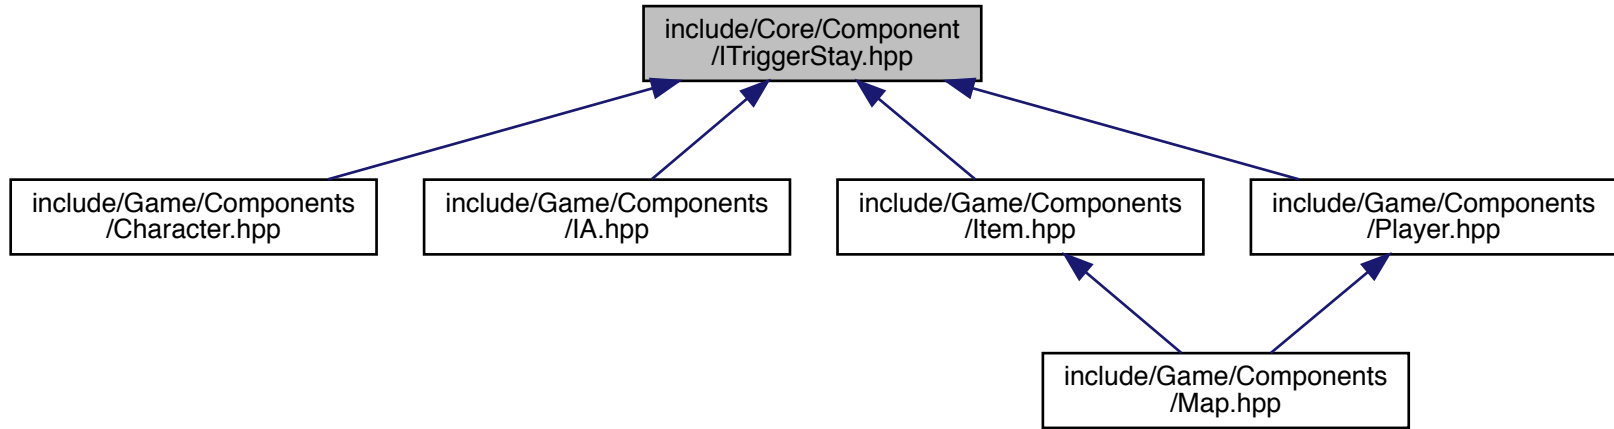 include/Core/Component
/ITriggerStay.hpp
include/Game/Components
/Character.hpp
include/Game/Components
/IA.hpp
include/Game/Components
/Item.hpp
include/Game/Components
/Player.hpp
include/Game/Components
/Map.hpp